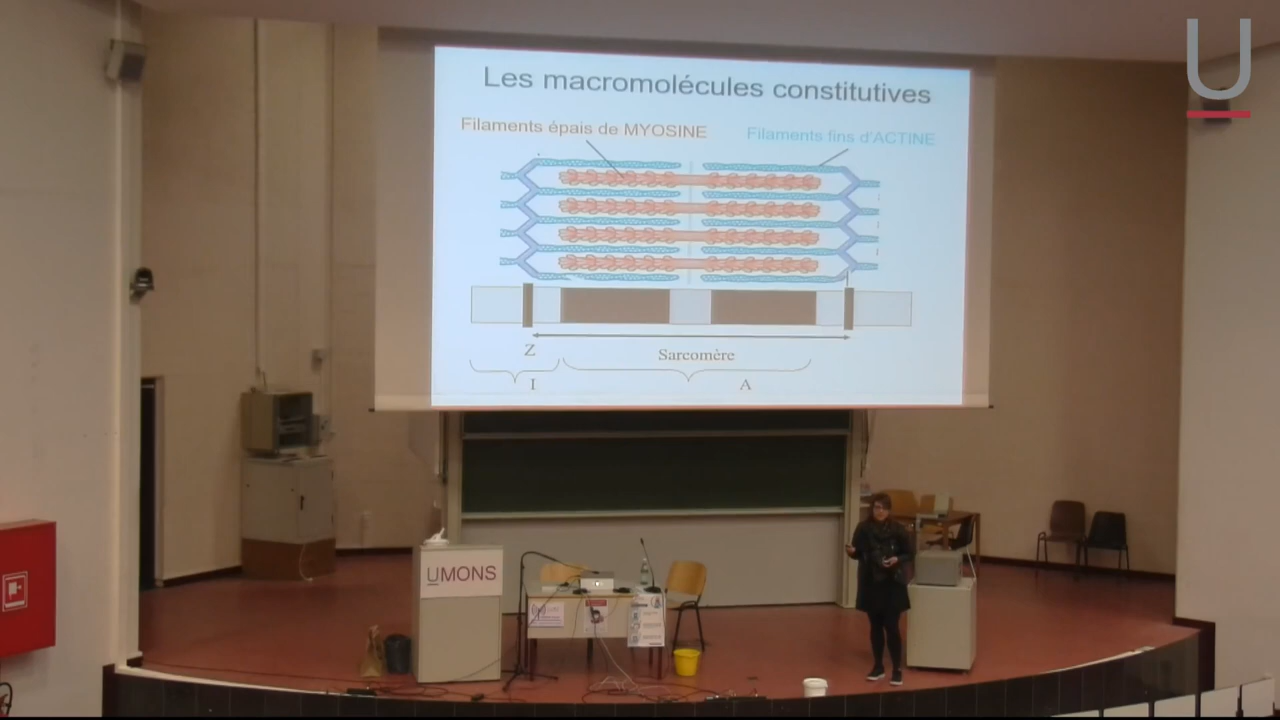 Les macromolécules constitutives
Filaments épais de MYOSINE
Filaments fins d'ACTINE
Z
Sarcomère
I
A
UMONS
U